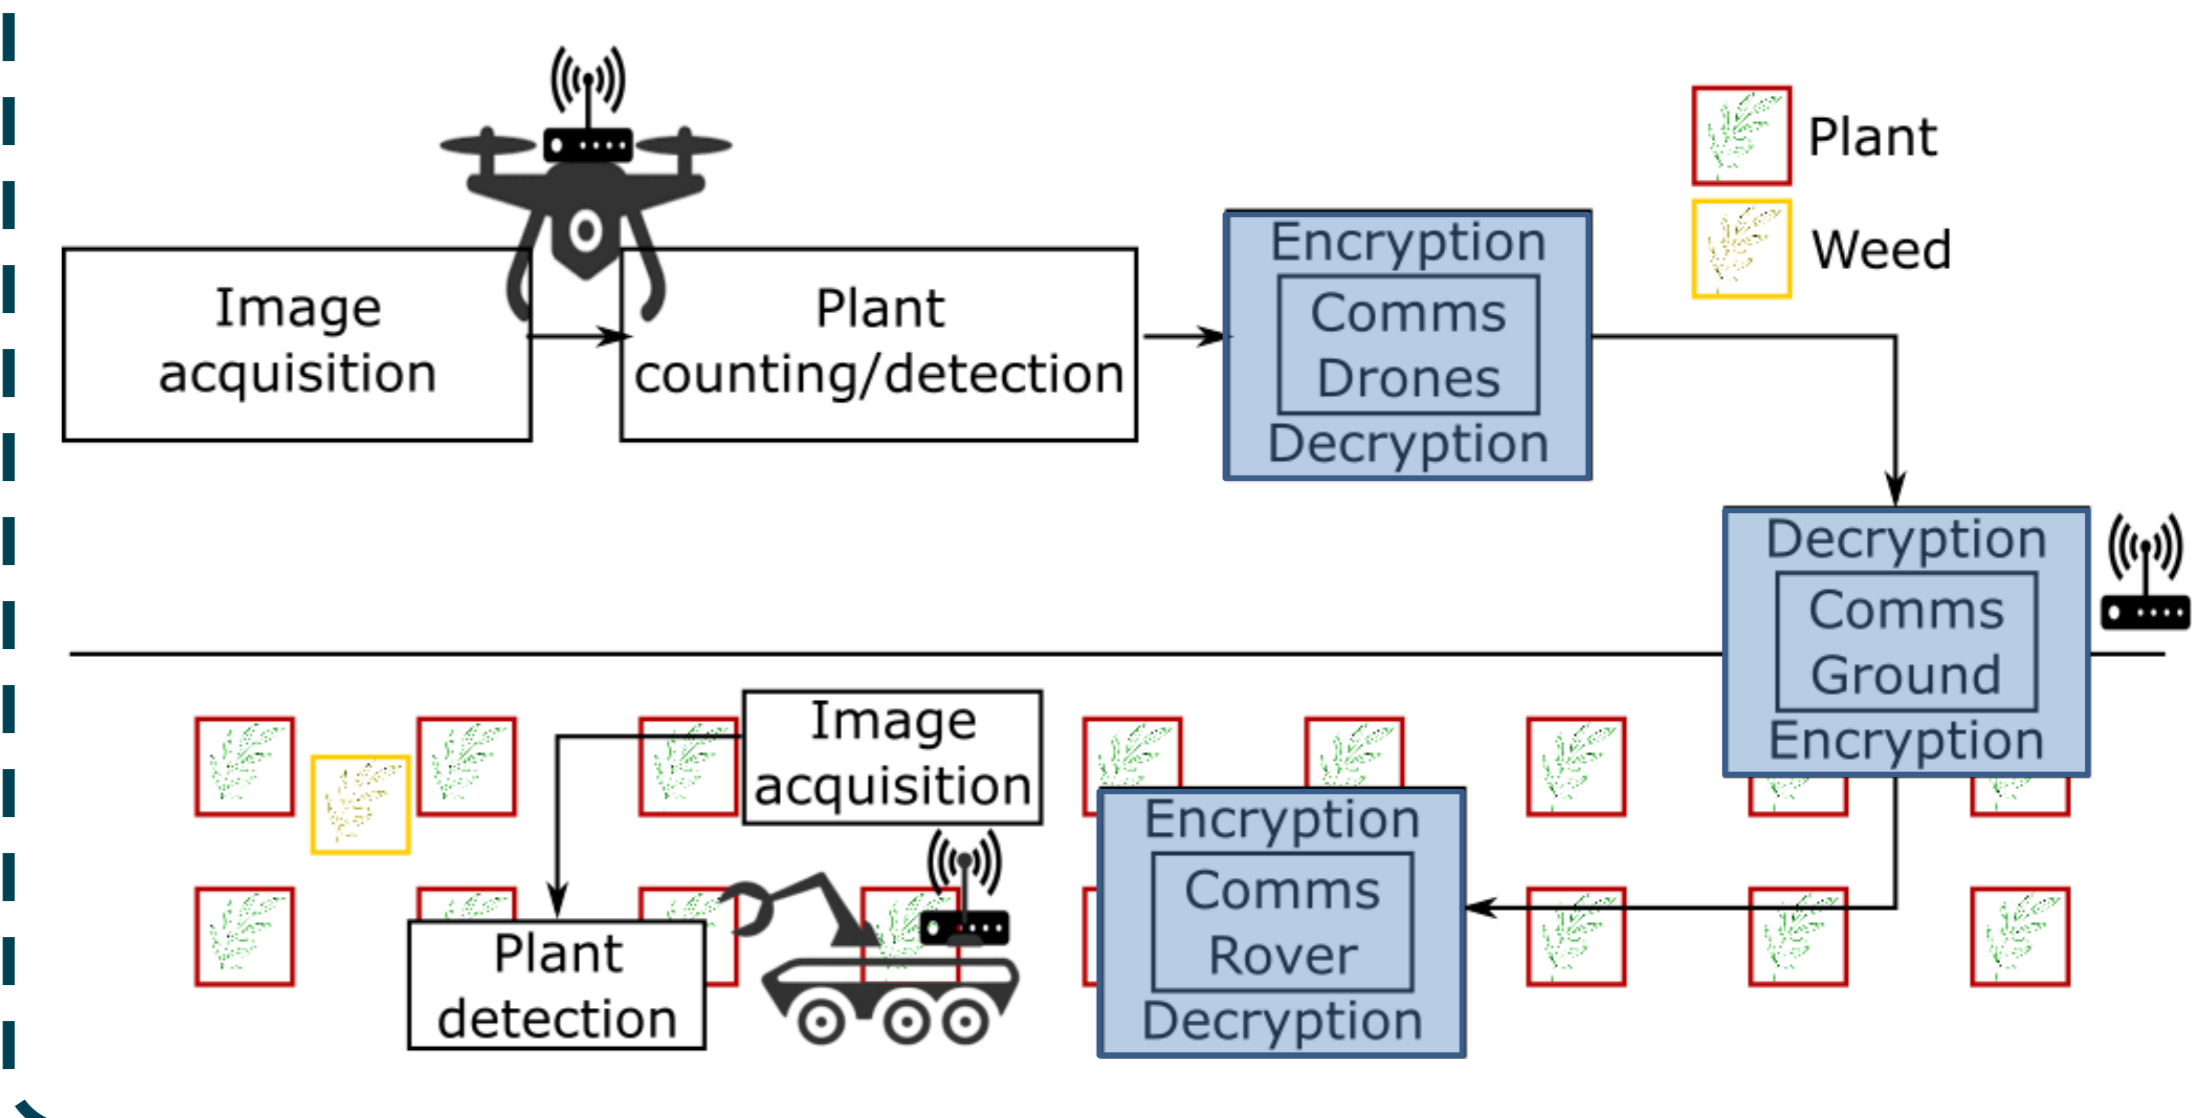 Image
acquisition
Plant
counting/detection
Encryption
Comms
Drones
Decryption
Plant
Weed
Decryption
Comms
Ground
Encryption
Image
acquisition
Plant
detection
Encryption
Comms
Rover
Decryption